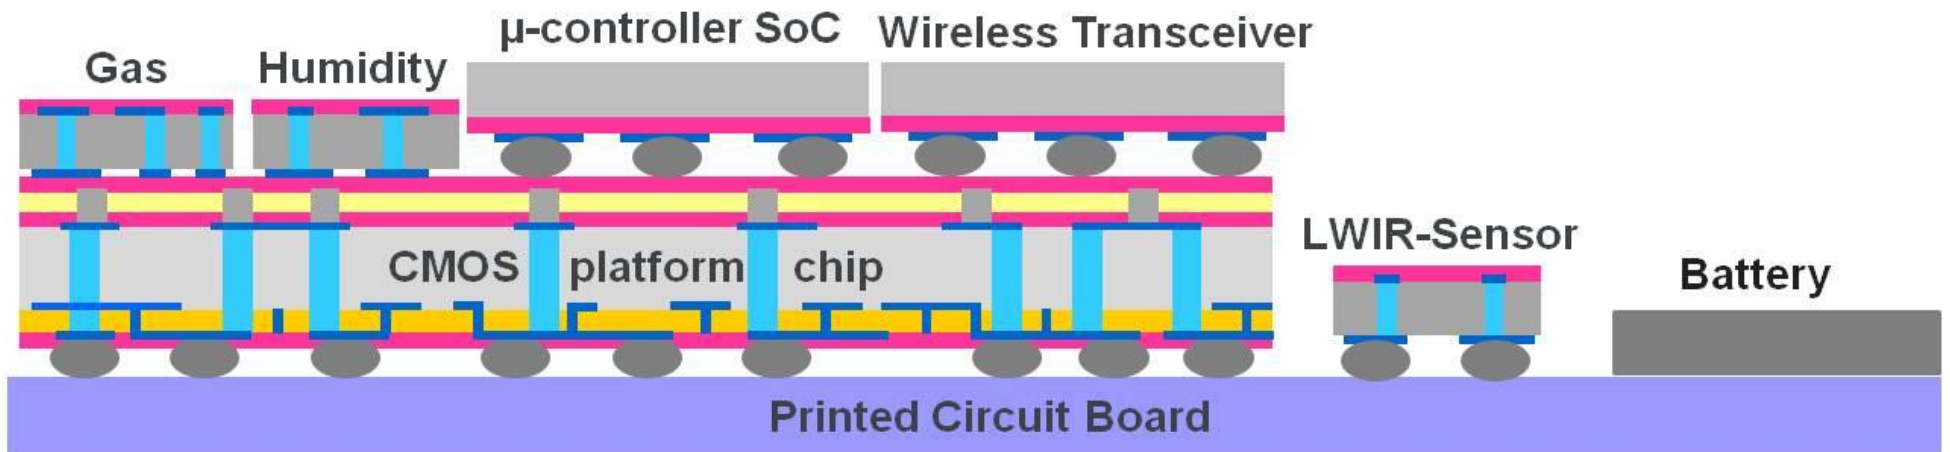 Gas
Humidity
µ-controller SoC
Wireless Transceiver
CMOS platform chip
LWIR-Sensor
Battery
Printed Circuit Board